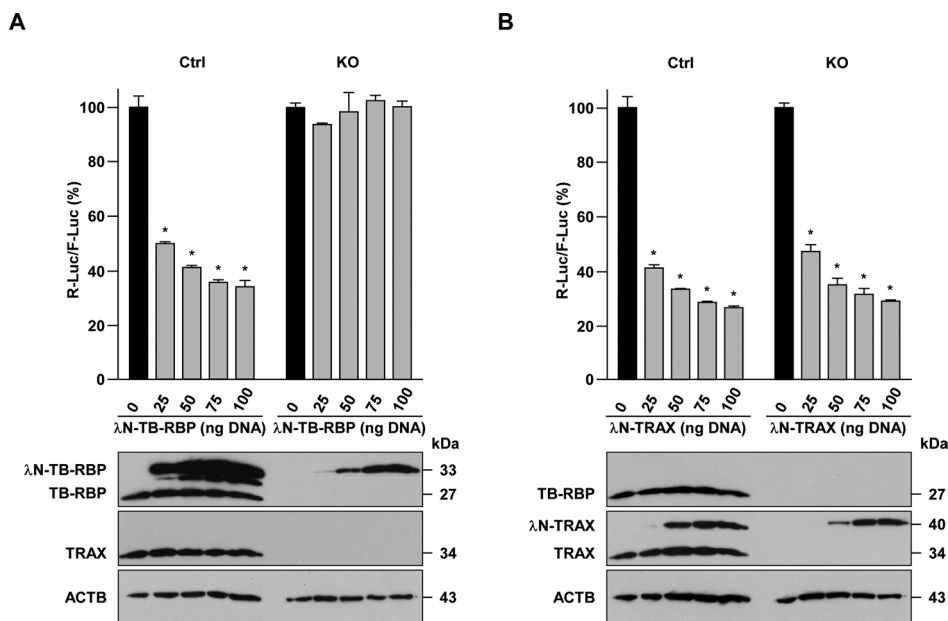 A
Ctrl
KO
R-Luc/F-Luc (%)
100
80
60
40
20
0
* * * *
0 25 50 75 100 0 25 50 75 100
λN-TB-RBP (ng DNA) λN-TB-RBP (ng DNA)
kDa
λN-TB-RBP 33
TB-RBP 27
TRAX 34
ACTB 43
B
Ctrl
KO
R-Luc/F-Luc (%)
100
80
60
40
20
0
* * * * * * * *
0 25 50 75 100 0 25 50 75 100
λN-TRAX (ng DNA) λN-TRAX (ng DNA)
kDa
TB-RBP 27
λN-TRAX 40
TRAX 34
ACTB 43